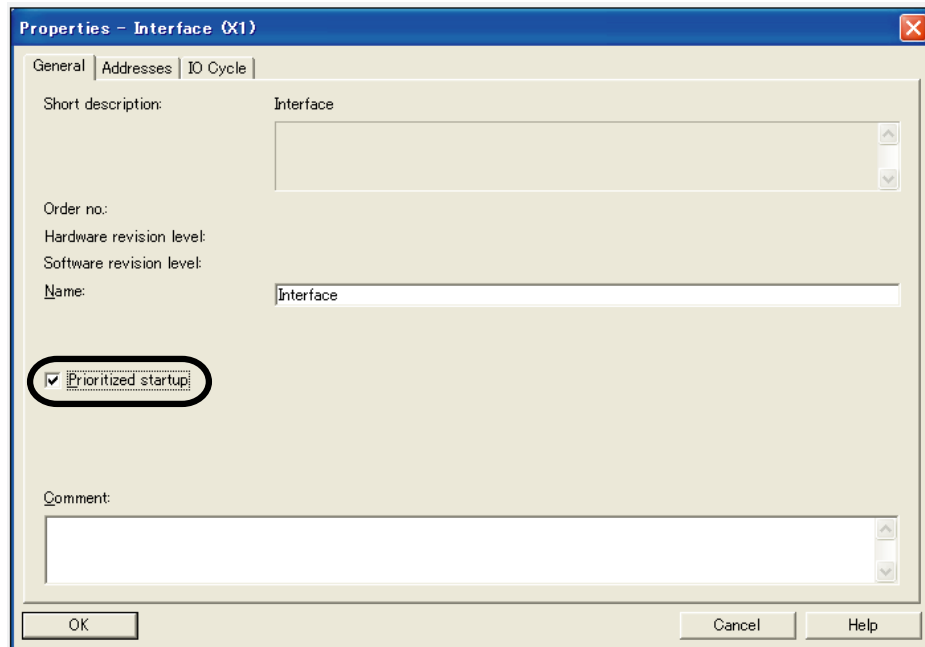 Properties - Interface (X1)
General Addresses IO Cycle
Short description: Interface
Order no.:
Hardware revision level:
Software revision level:
Name: Interface
Prioritized startup
Comment:
OK Cancel Help